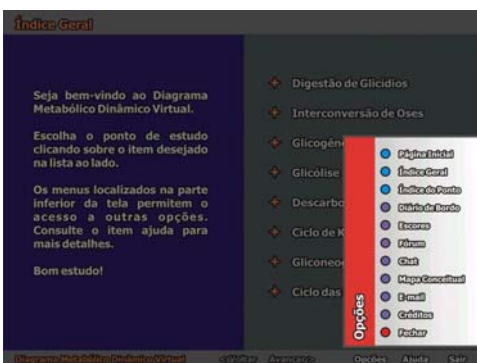 Índice Geral
Seja bem-vindo ao Diagrama
Metabólico Dinâmico Virtual.
Escolha o ponto de estudo
clicando sobre o item desejado
na lista ao lado.
Os menus localizados na parte
inferior da tela permitem o
acesso a outras opções.
Consulte o item ajuda para
mais detalhes.
Bom estudo!
Digestão de Glicídios
Interconversão de Oses
Glicogên
Glicólise
Descarbo
Ciclo de K
Gliconeo
Ciclo das
Opções
Página Inicial
Índice Geral
Índice do Ponto
Diário de Bordo
Escores
Fórum
Chat
Mapa Conceitual
E-mail
Créditos
Fechar
Diagrama Metabólico Dinâmico Virtual <<Voltar Avançar>> Opções Ajuda Sair